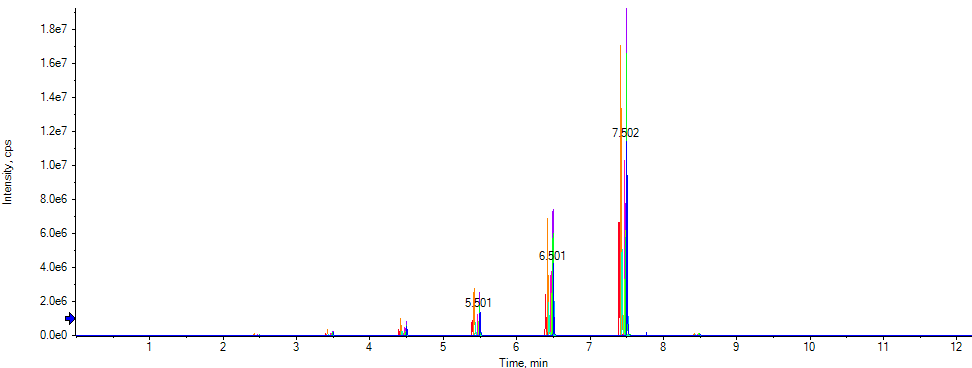 1.8e7
1.6e7
1.4e7
1.2e7
1.0e7
8.0e6
6.0e6
4.0e6
2.0e6
0.0e0
Intensity, cps
7.502
6.501
5.501
1 2 3 4 5 6 7 8 9 10 11 12
Time, min